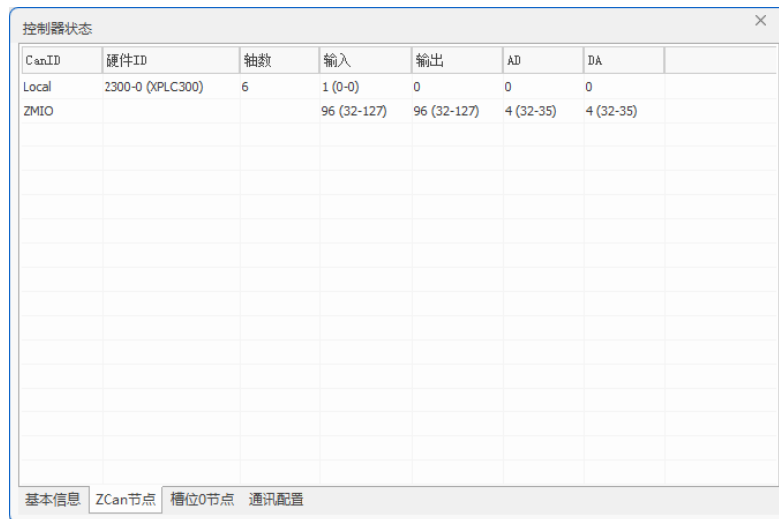 控制器状态
CanID 硬件ID 轴数 输入 输出 AD DA
Local 2300-0 (XPLC300) 6 1 (0-0) 0 0 0
ZMIO 96 (32-127) 96 (32-127) 4 (32-35) 4 (32-35)
基本信息 ZCan节点 槽位0节点 通讯配置